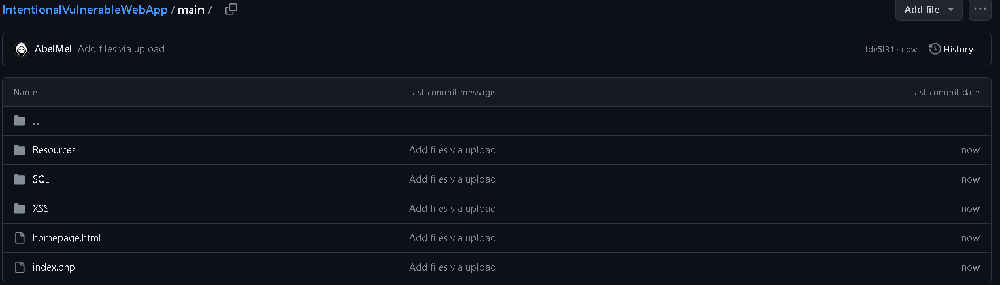 IntentionalVulnerableWebApp / main /
Add file
AbelMel Add files via upload
fde5f31 · now
History
Name Last commit message Last commit date
..
Resources Add files via upload now
SQL Add files via upload now
XSS Add files via upload now
homepage.html Add files via upload now
index.php Add files via upload now